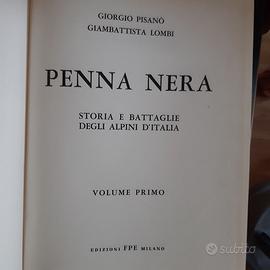 GIORGIO PISANÒ
GIAMBATTISTA LOMBI
PENNA NERA
STORIA E BATTAGLIE
DEGLI ALPINI D'ITALIA
VOLUME PRIMO
EDIZIONI FPE MILANO
subito